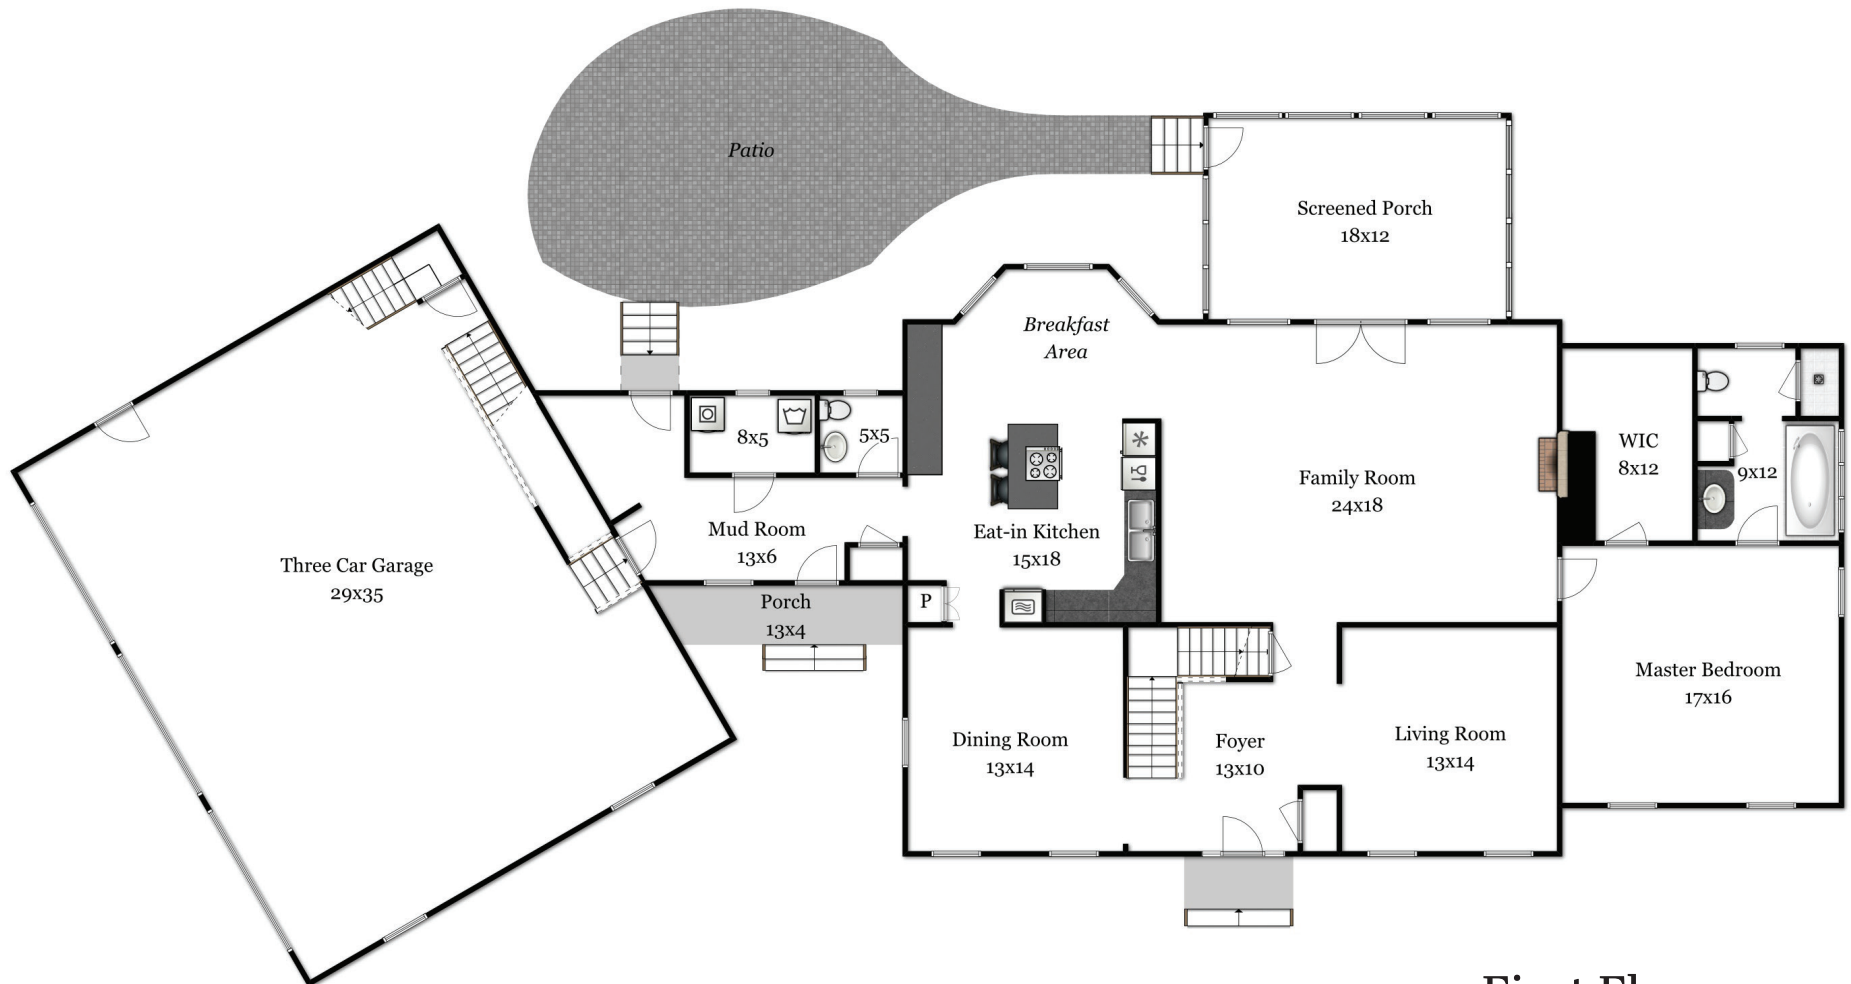 Patio
Screened Porch
18x12
Breakfast
Area
8x5
5x5
WIC
8x12
9x12
Family Room
24x18
Mud Room
13x6
Eat-in Kitchen
15x18
Three Car Garage
29x35
Porch
13x4
P
Master Bedroom
17x16
Dining Room
13x14
Foyer
13x10
Living Room
13x14
First